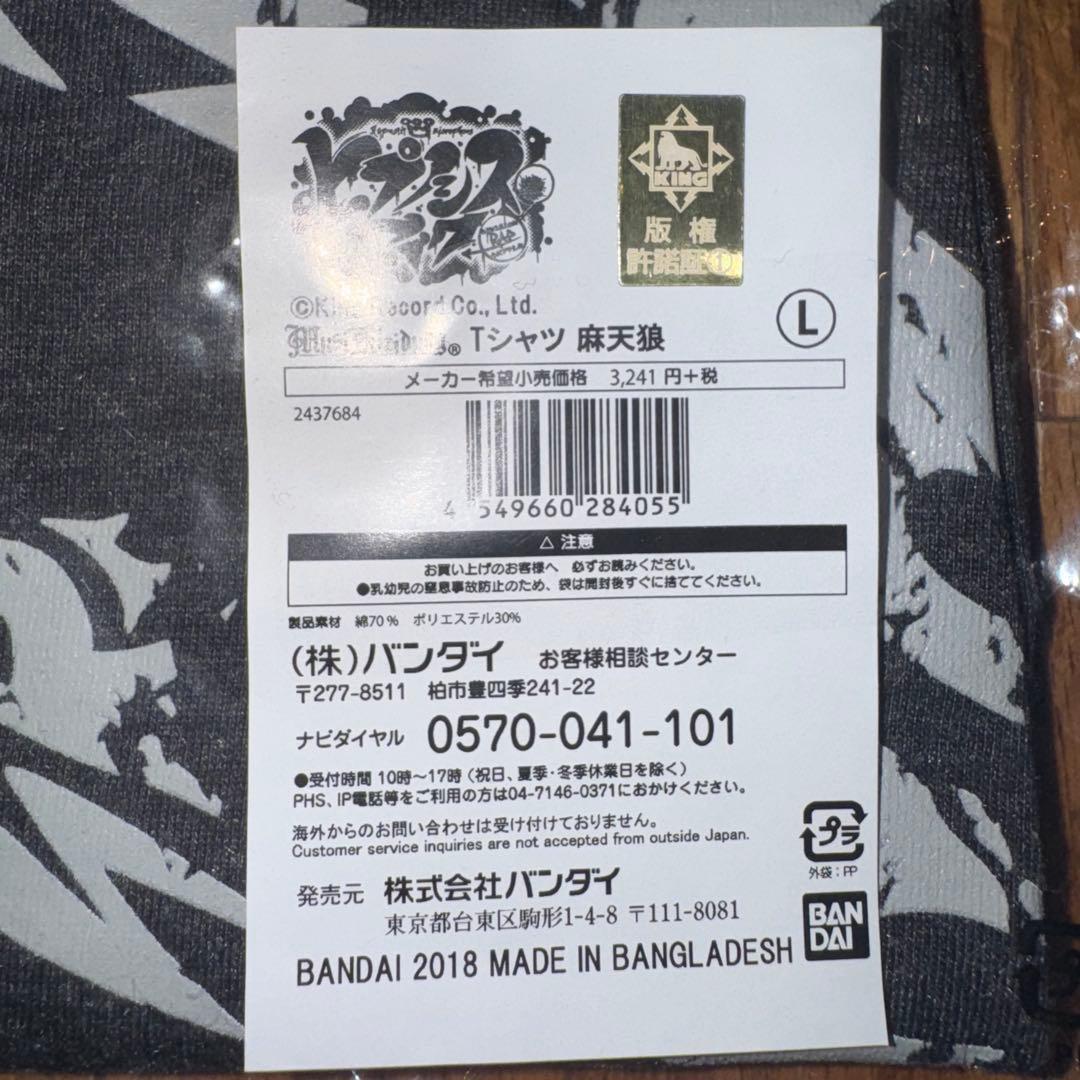 Hypnosis Microphone
ヒプノシス
マイク
KING
版権
許諾証①
©King Record Co., Ltd.
® Tシャツ 麻天狼
L
メーカー希望小売価格 3,241 円+税
2437684
4 549660 284055
△ 注意
お買い上げのお客様へ 必ずお読みください。
●乳幼児の窒息事故防止のため、袋は開封後すぐに捨ててください。
製品素材 綿70% ポリエステル30%
(株)バンダイ お客様相談センター
〒277-8511 柏市豊四季241-22
ナビダイヤル 0570-041-101
●受付時間 10時~17時 (祝日、夏季・冬季休業日を除く)
PHS、IP電話等をご利用の方は04-7146-0371におかけください。
海外からのお問い合わせは受け付けておりません。
Customer service inquiries are not accepted from outside Japan.
プラ
外袋:PP
発売元 株式会社バンダイ
東京都台東区駒形1-4-8 〒111-8081
BANDAI 2018 MADE IN BANGLADESH
BAN
DAI